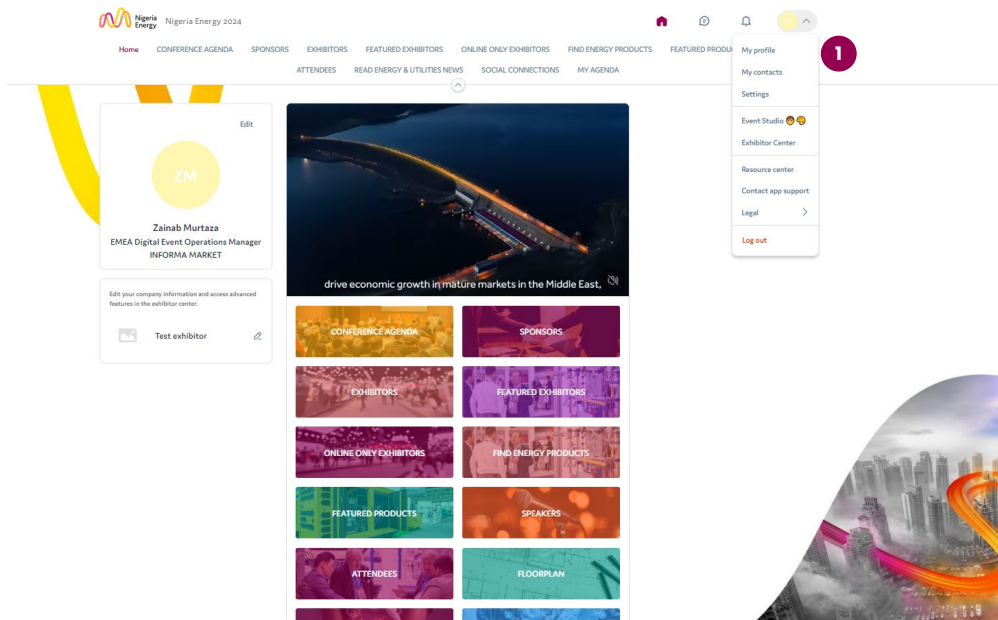 Nigeria
Energy
Nigeria Energy 2024
Home CONFERENCE AGENDA SPONSORS EXHIBITORS FEATURED EXHIBITORS ONLINE ONLY EXHIBITORS FIND ENERGY PRODUCTS FEATURED PRODU
ATTENDEES READ ENERGY & UTILITIES NEWS SOCIAL CONNECTIONS MY AGENDA
My profile
1
My contacts
Settings
Event Studio
Exhibitor Center
Resource center
Contact app support
Legal
Log out
Edit
ZM
Zainab Murtaza
EMEA Digital Event Operations Manager
INFORMA MARKET
Edit your company information and access advanced
features in the exhibitor center.
Test exhibitor
drive economic growth in mature markets in the Middle East,
CONFERENCE AGENDA
SPONSORS
EXHIBITORS
FEATURED EXHIBITORS
ONLINE ONLY EXHIBITORS
FIND ENERGY PRODUCTS
FEATURED PRODUCTS
SPEAKERS
ATTENDEES
FLOORPLAN